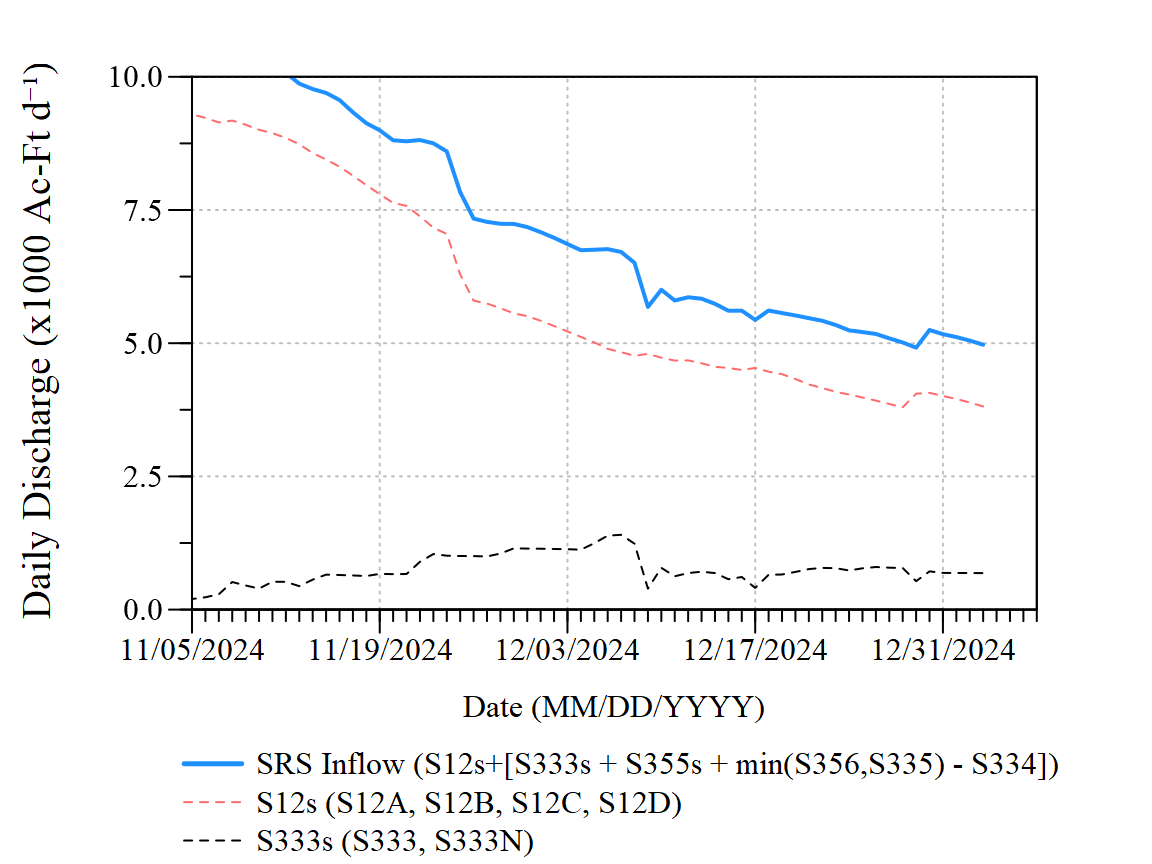 Daily Discharge (x1000 Ac-Ft d⁻¹)
10.0
7.5
5.0
2.5
0.0
11/05/2024 11/19/2024 12/03/2024 12/17/2024 12/31/2024
Date (MM/DD/YYYY)
SRS Inflow (S12s+[S333s + S355s + min(S356,S335) - S334])
S12s (S12A, S12B, S12C, S12D)
S333s (S333, S333N)